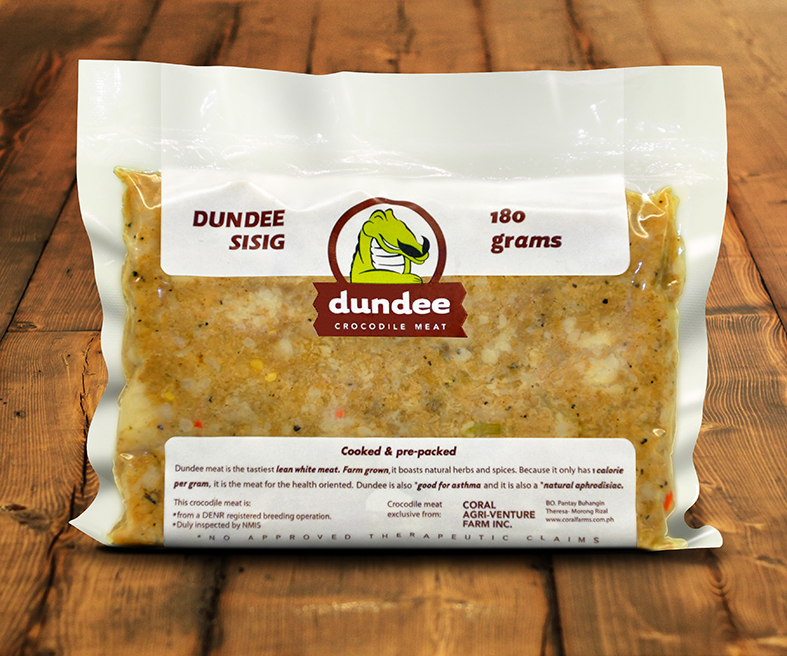 DUNDEE
SISIG
180
grams
dundee
CROCODILE MEAT
Cooked & pre-packed
Dundee meat is the tastiest lean white meat. Farm grown, it boasts natural herbs and spices. Because it only has 1 calorie
per gram, it is the meat for the health oriented. Dundee is also *good for asthma and it is also a *natural aphrodisiac.
This crocodile meat is:
*from a DENR registered breeding operation.
*Duly inspected by NMIS
Crocodile meat
exclusive from:
CORAL
AGRI-VENTURE
FARM INC.
BO. Pantay Buhangin
Theresa- Morong Rizal
www.coralfarms.com.ph
*NO APPROVED THERAPEUTIC CLAIMS